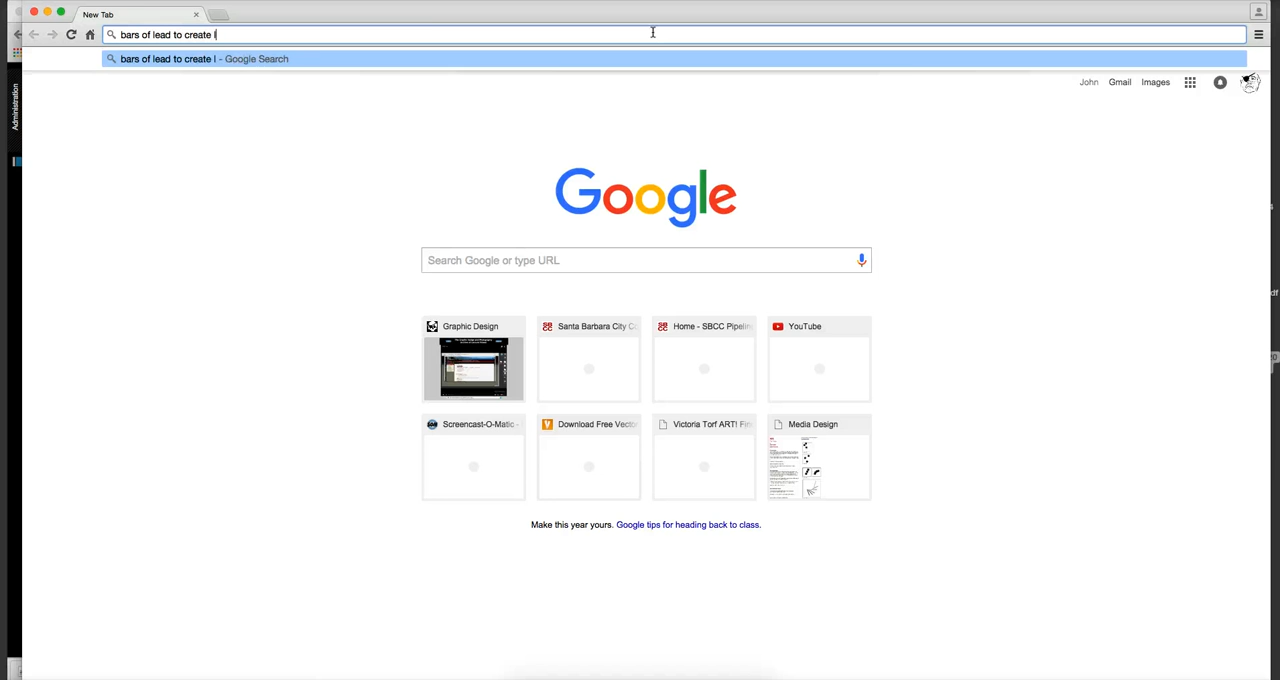 New Tab
bars of lead to create l
bars of lead to create l - Google Search
Administration
John Gmail Images
Google
Search Google or type URL
Graphic Design
Santa Barbara City C
Home - SBCC Pipelin
YouTube
Screencast-O-Matic -
Download Free Vecto
Victoria Torf ART! Fin
Media Design
Make this year yours. Google tips for heading back to class.
df